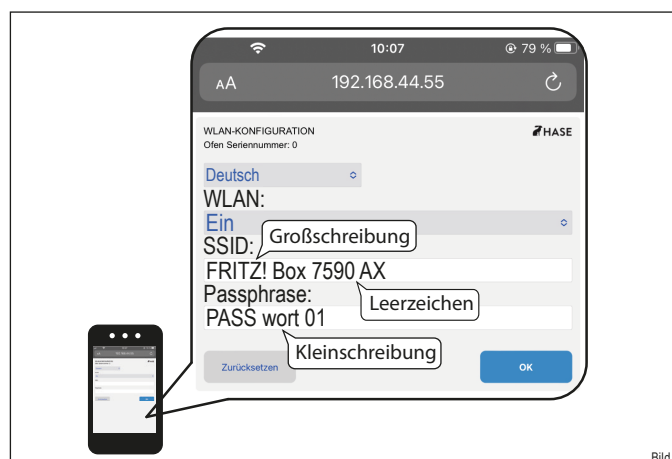 10:07
79 %
AA
192.168.44.55
WLAN-KONFIGURATION
HASE
Ofen Seriennummer: 0
Deutsch
WLAN:
Ein
Großschreibung
SSID:
FRITZ! Box 7590 AX
Passphrase:
Leerzeichen
PASS wort 01
Kleinschreibung
Zurücksetzen
OK
Bild